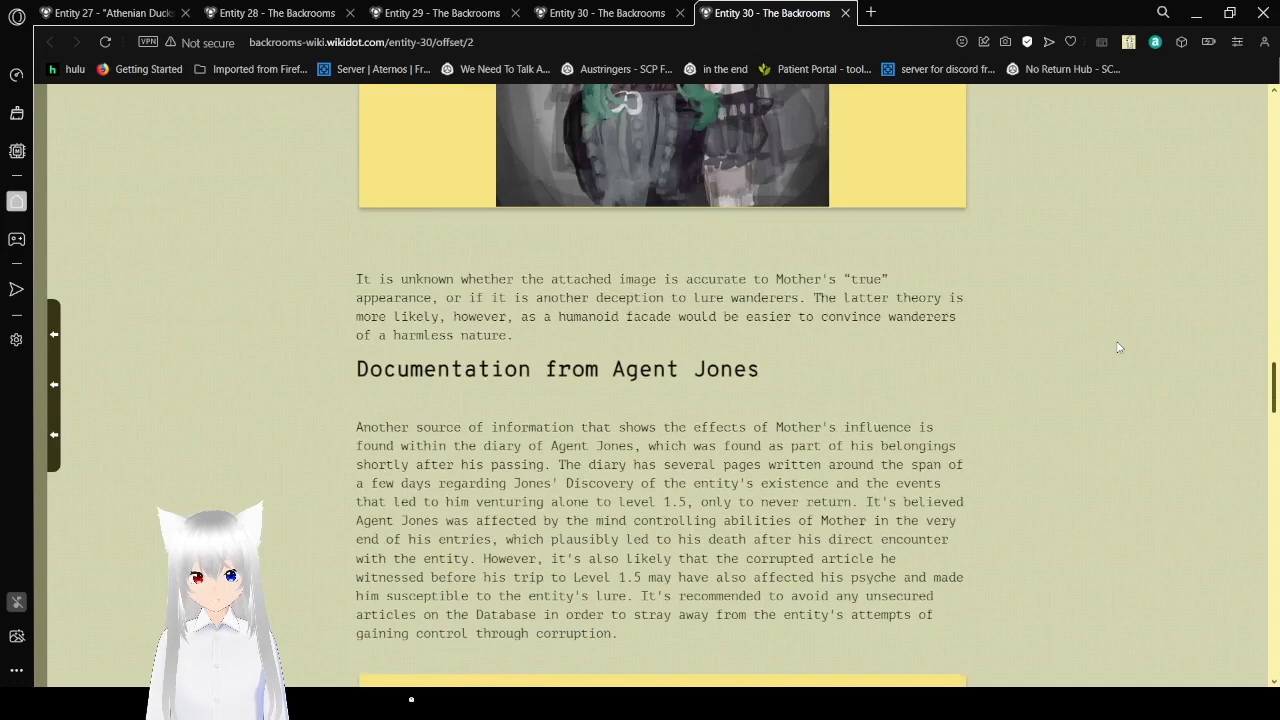 Entity 27 - "Athenian Ducks
Entity 28 - The Backrooms
Entity 29 - The Backrooms
Entity 30 - The Backrooms
Entity 30 - The Backrooms
VPN
Not secure
backrooms-wiki.wikidot.com/entity-30/offset/2
hulu
Getting Started
Imported from Firef...
Server | Aternos | Fr...
We Need To Talk A...
Austringers - SCP F...
in the end
Patient Portal - tool...
server for discord fr...
No Return Hub - SC...
It is unknown whether the attached image is accurate to Mother's “true”
appearance, or if it is another deception to lure wanderers. The latter theory is
more likely, however, as a humanoid facade would be easier to convince wanderers
of a harmless nature.
Documentation from Agent Jones
Another source of information that shows the effects of Mother's influence is
found within the diary of Agent Jones, which was found as part of his belongings
shortly after his passing. The diary has several pages written around the span of
a few days regarding Jones' Discovery of the entity's existence and the events
that led to him venturing alone to level 1.5, only to never return. It's believed
Agent Jones was affected by the mind controlling abilities of Mother in the very
end of his entries, which plausibly led to his death after his direct encounter
with the entity. However, it's also likely that the corrupted article he
witnessed before his trip to Level 1.5 may have also affected his psyche and made
him susceptible to the entity's lure. It's recommended to avoid any unsecured
articles on the Database in order to stray away from the entity's attempts of
gaining control through corruption.